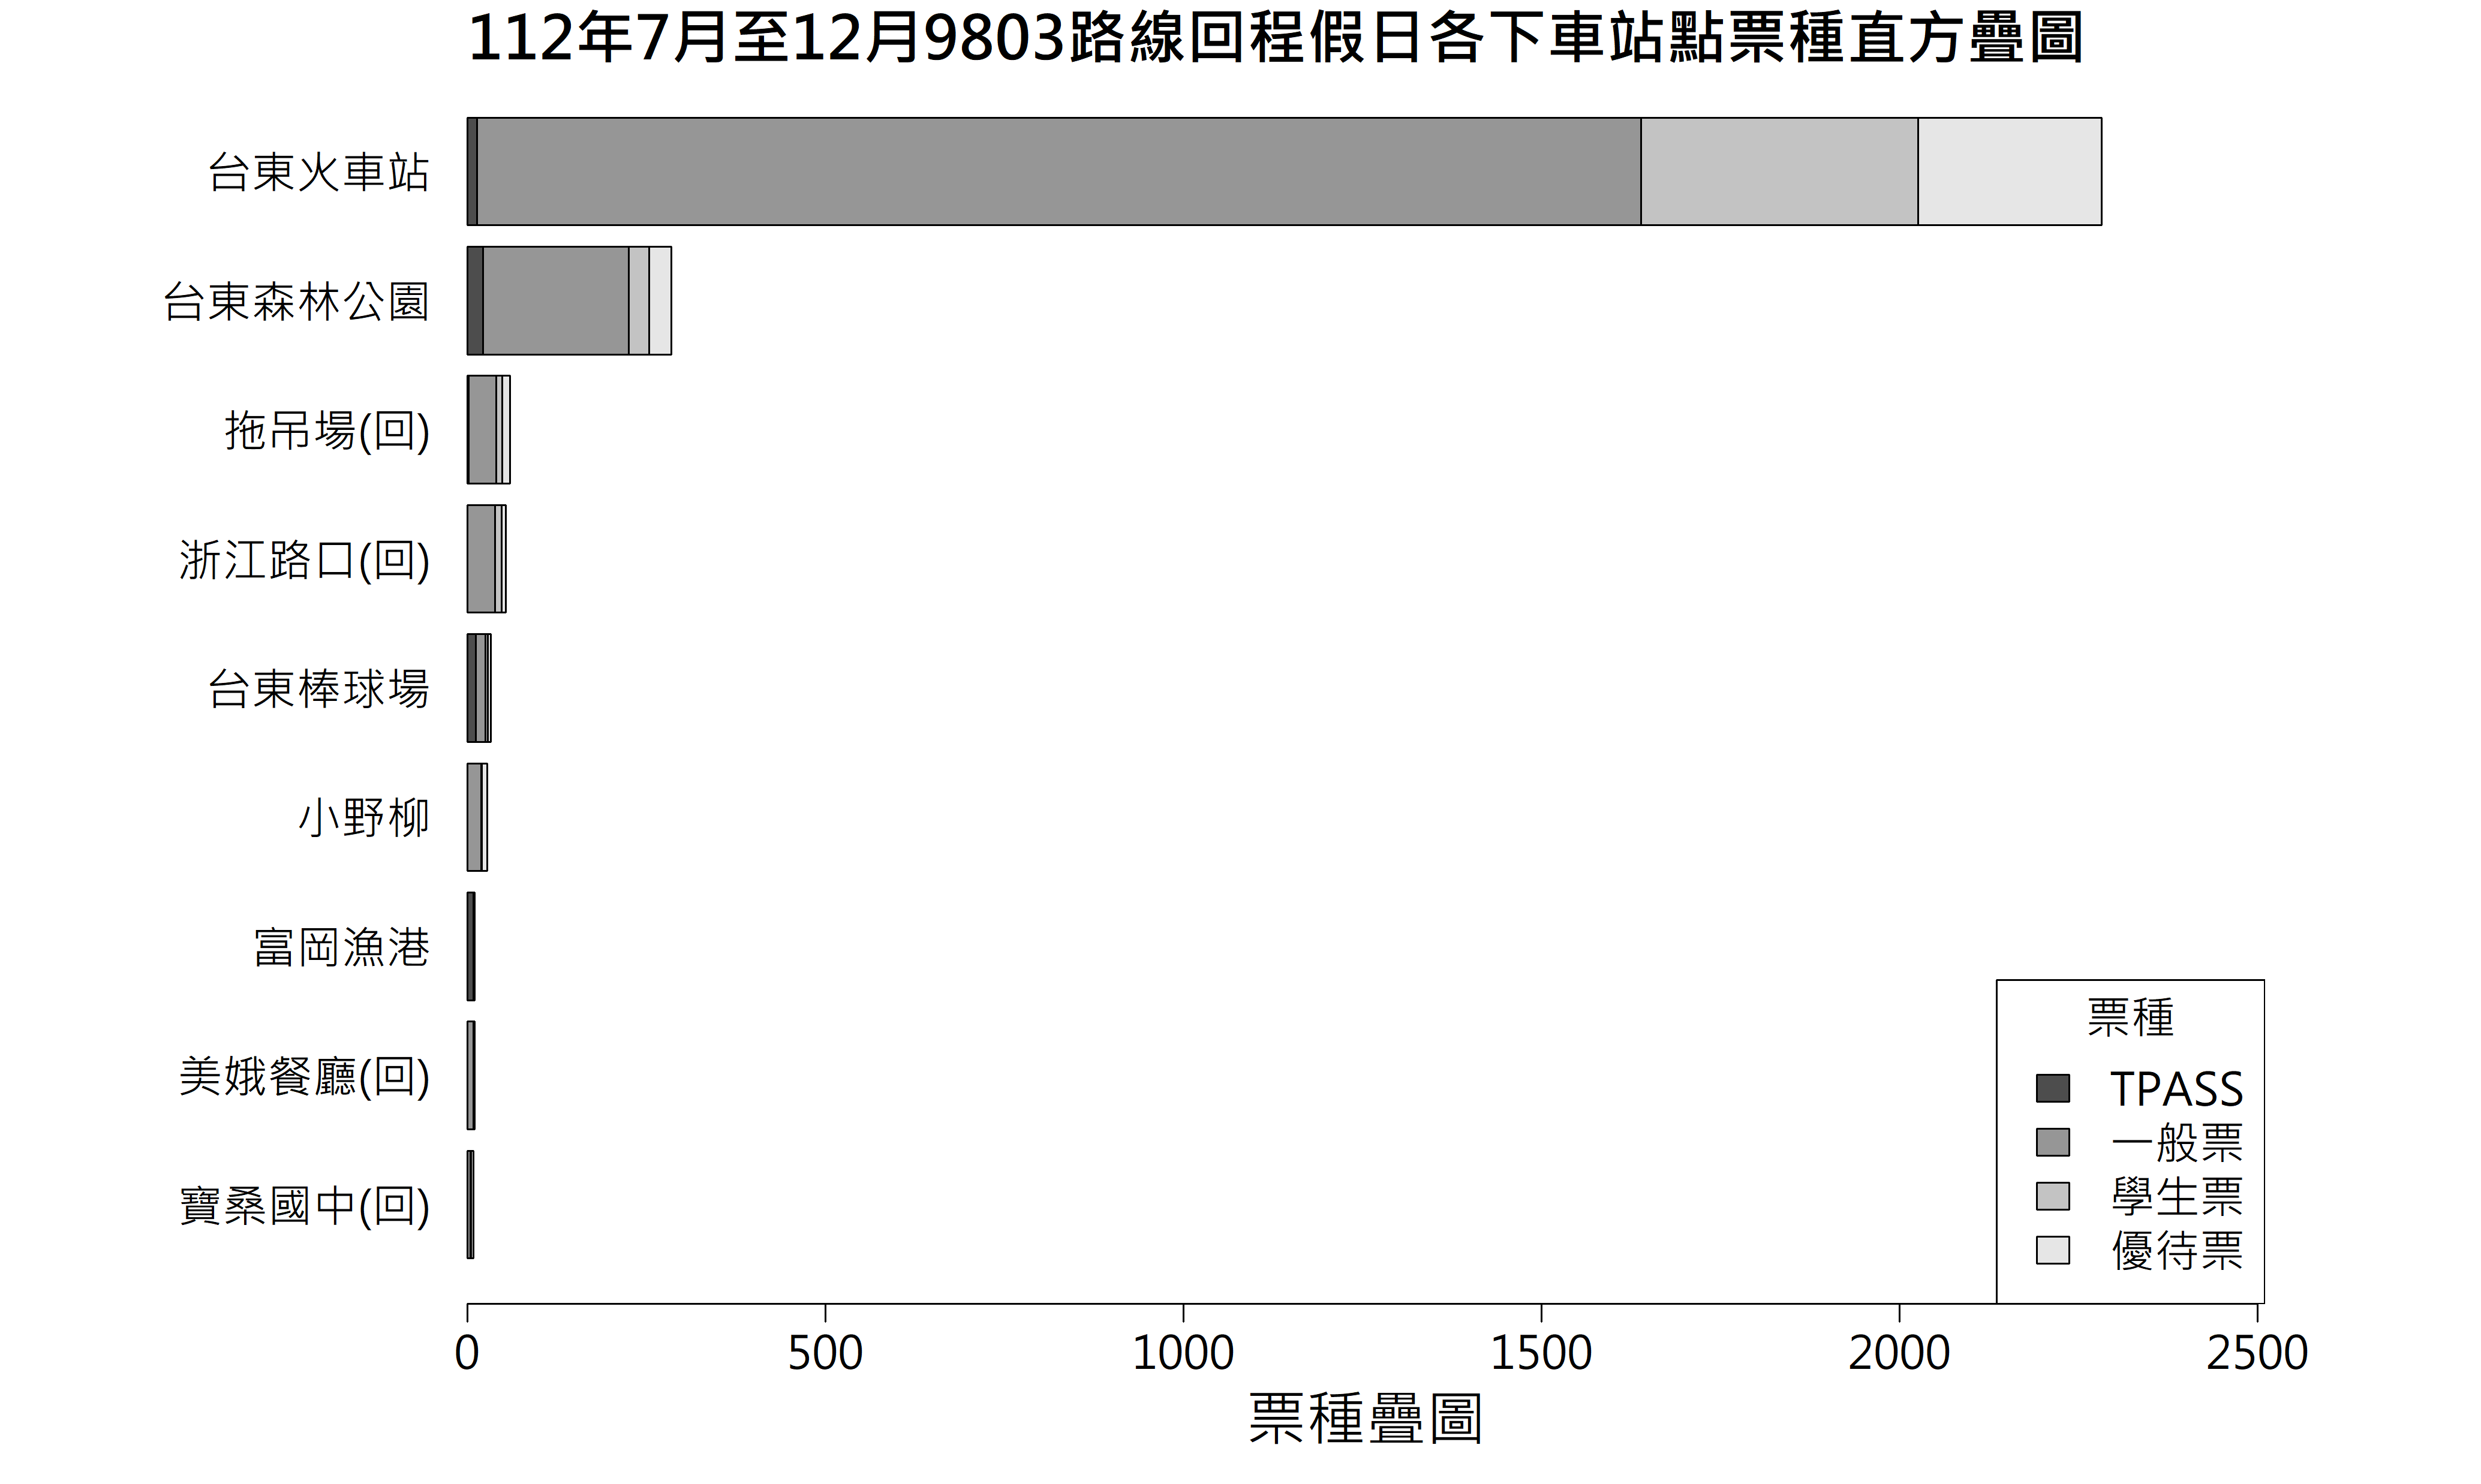 112年7月至12月9803路線回程假日各下車站點票種直方疊圖
台東火車站
台東森林公園
拖吊場(回)
浙江路口(回)
台東棒球場
小野柳
富岡漁港
美娥餐廳(回)
寶桑國中(回)
票種
TPASS
一般票
學生票
優待票
0 500 1000 1500 2000 2500
票種疊圖